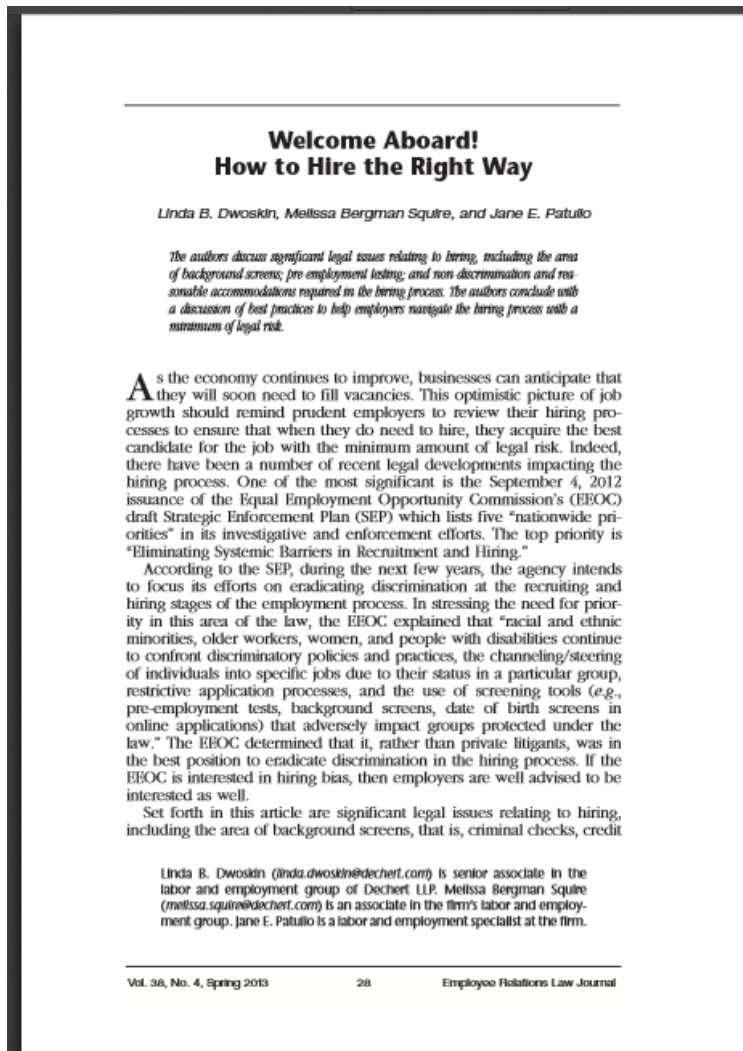 Welcome Aboard!
How to Hire the Right Way
Linda B. Dwoskin, Melissa Bergman Squire, and Jane E. Patullo
The authors discuss significant legal issues relating to hiring, including the area
of background screens; pre-employment testing; and non-discrimination and rea-
sonable accommodations required in the hiring process. The authors conclude with
a discussion of best practices to help employers navigate the hiring process with a
minimum of legal risk.
As the economy continues to improve, businesses can anticipate that
they will soon need to fill vacancies. This optimistic picture of job
growth should remind prudent employers to review their hiring pro-
cesses to ensure that when they do need to hire, they acquire the best
candidate for the job with the minimum amount of legal risk. Indeed,
there have been a number of recent legal developments impacting the
hiring process. One of the most significant is the September 4, 2012
issuance of the Equal Employment Opportunity Commission's (EEOC)
draft Strategic Enforcement Plan (SEP) which lists five "nationwide pri-
orities" in its investigative and enforcement efforts. The top priority is
"Eliminating Systemic Barriers in Recruitment and Hiring."
According to the SEP, during the next few years, the agency intends
to focus its efforts on eradicating discrimination at the recruiting and
hiring stages of the employment process. In stressing the need for prior-
ity in this area of the law, the EEOC explained that "racial and ethnic
minorities, older workers, women, and people with disabilities continue
to confront discriminatory policies and practices, the channeling/steering
of individuals into specific jobs due to their status in a particular group,
restrictive application processes, and the use of screening tools (e.g.,
pre-employment tests, background screens, date of birth screens in
online applications) that adversely impact groups protected under the
law." The EEOC determined that it, rather than private litigants, was in
the best position to eradicate discrimination in the hiring process. If the
EEOC is interested in hiring bias, then employers are well advised to be
interested as well.
Set forth in this article are significant legal issues relating to hiring,
including the area of background screens, that is, criminal checks, credit
Linda B. Dwoskin (linda.dwoskin@dechert.com) is senior associate in the
labor and employment group of Dechert LLP. Melissa Bergman Squire
(melissa.squire@dechert.com) is an associate in the firm's labor and employ-
ment group. Jane E. Patullo is a labor and employment specialist at the firm.
Vol. 38, No. 4, Spring 2013 28 Employee Relations Law Journal